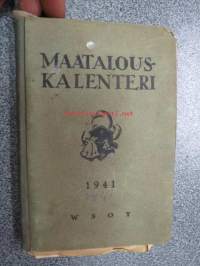 MAATALOUS-
KALENTERI
1941
WSOY